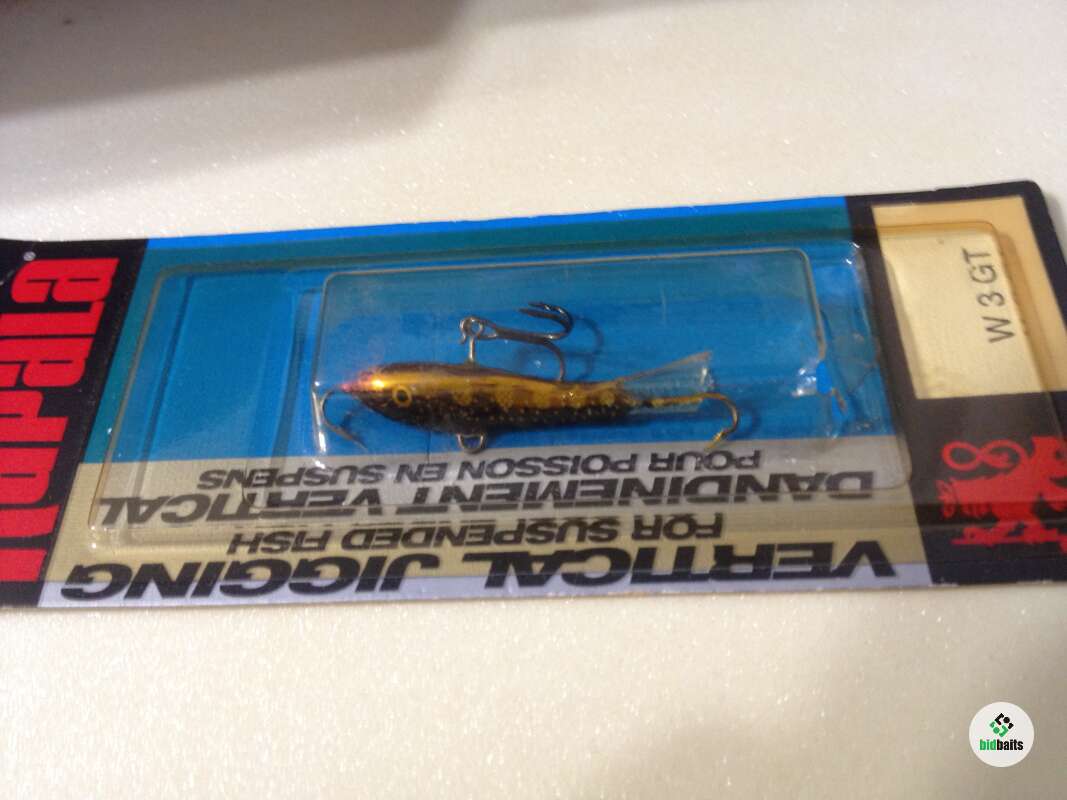 Rapala®
W 3 GT
VERTICAL JIGGING
FOR SUSPENDED FISH
DANDINEMENT VERTICAL
POUR POISSON EN SUSPENS
bidbaits